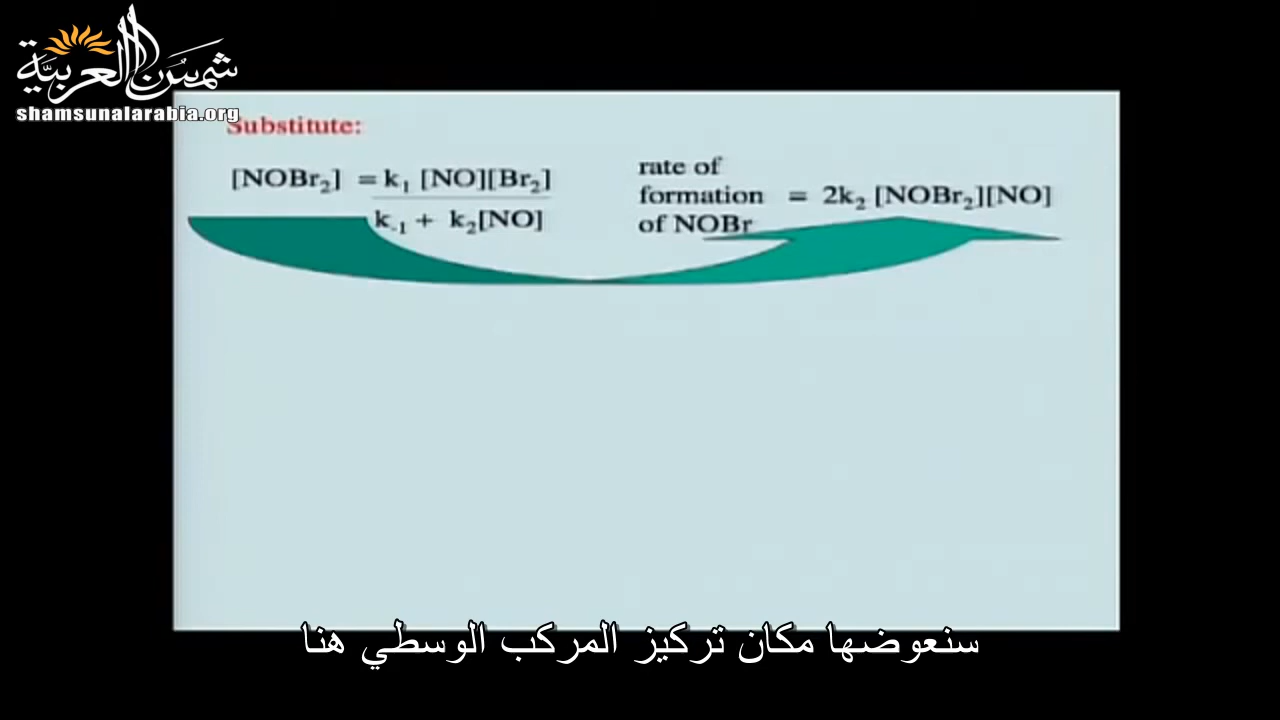 شمس العربية
shamsunalarabia.org
Substitute:
[NOBr₂] = k₁ [NO][Br₂]
k₋₁ + k₂[NO]
rate of
formation = 2k₂ [NOBr₂][NO]
of NOBr
سنعوضها مكان تركيز المركب الوسطي هنا